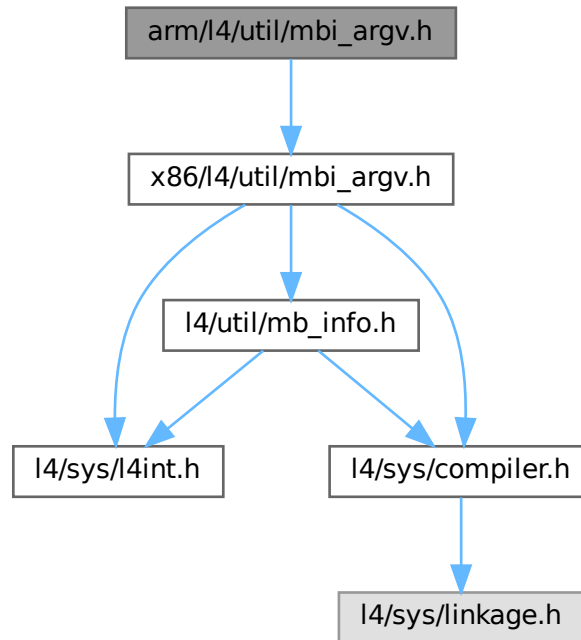 arm/l4/util/mbi_argv.h
x86/l4/util/mbi_argv.h
l4/util/mb_info.h
l4/sys/l4int.h
l4/sys/compiler.h
l4/sys/linkage.h